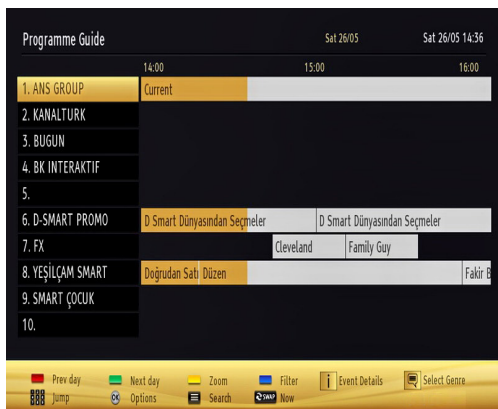 Programme Guide Sat 26/05 Sat 26/05 14:36
14:00 15:00 16:00
1. ANS GROUP Current
2. KANALTURK
3. BUGUN
4. BK INTERAKTIF
5.
6. D-SMART PROMO D Smart Dünyasından Seçmeler D Smart Dünyasından Seçmeler
7. FX Cleveland Family Guy
8. YEŞİLÇAM SMART Doğrudan Satı Düzen Fakir B
9. SMART ÇOCUK
10.
Prev day Next day Zoom Filter i Event Details Select Genre
Jump OK Options Search SWAP Now